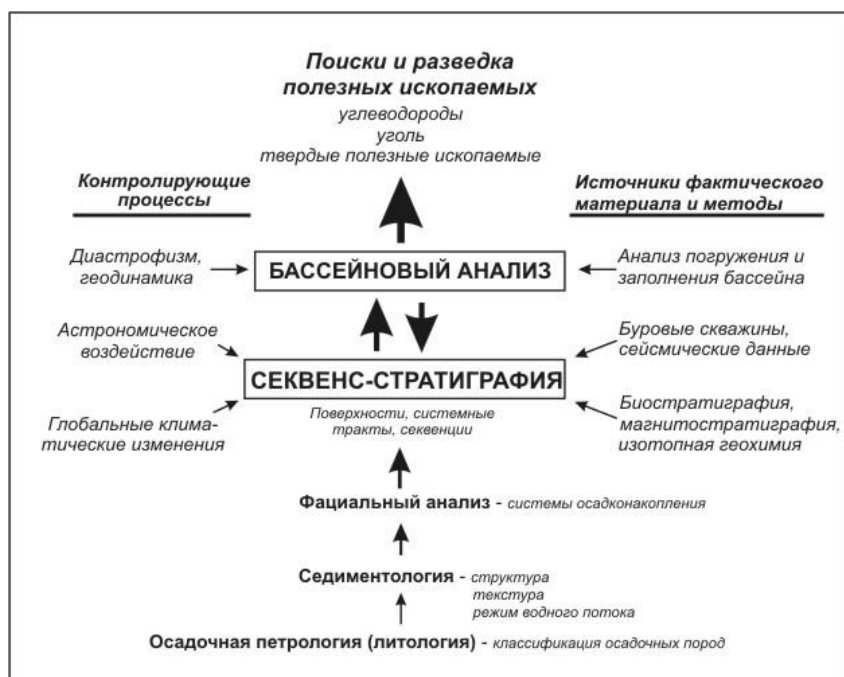 Поиски и разведка
полезных ископаемых
углеводороды
уголь
твердые полезные ископаемые
Контролирующие
процессы
Источники фактического
материала и методы
Диастрофизм,
геодинамика
БАССЕЙНОВЫЙ АНАЛИЗ
Анализ погружения и
заполнения бассейна
Астрономическое
воздействие
Буровые скважины,
сейсмические данные
СЕКВЕНС-СТРАТИГРАФИЯ
Глобальные клима-
тические изменения
Поверхности, системные
тракты, секвенции
Биостратиграфия,
магнитостратиграфия,
изотопная геохимия
Фациальный анализ - системы осадконакопления
Седиментология - структура
текстура
режим водного потока
Осадочная петрология (литология) - классификация осадочных пород